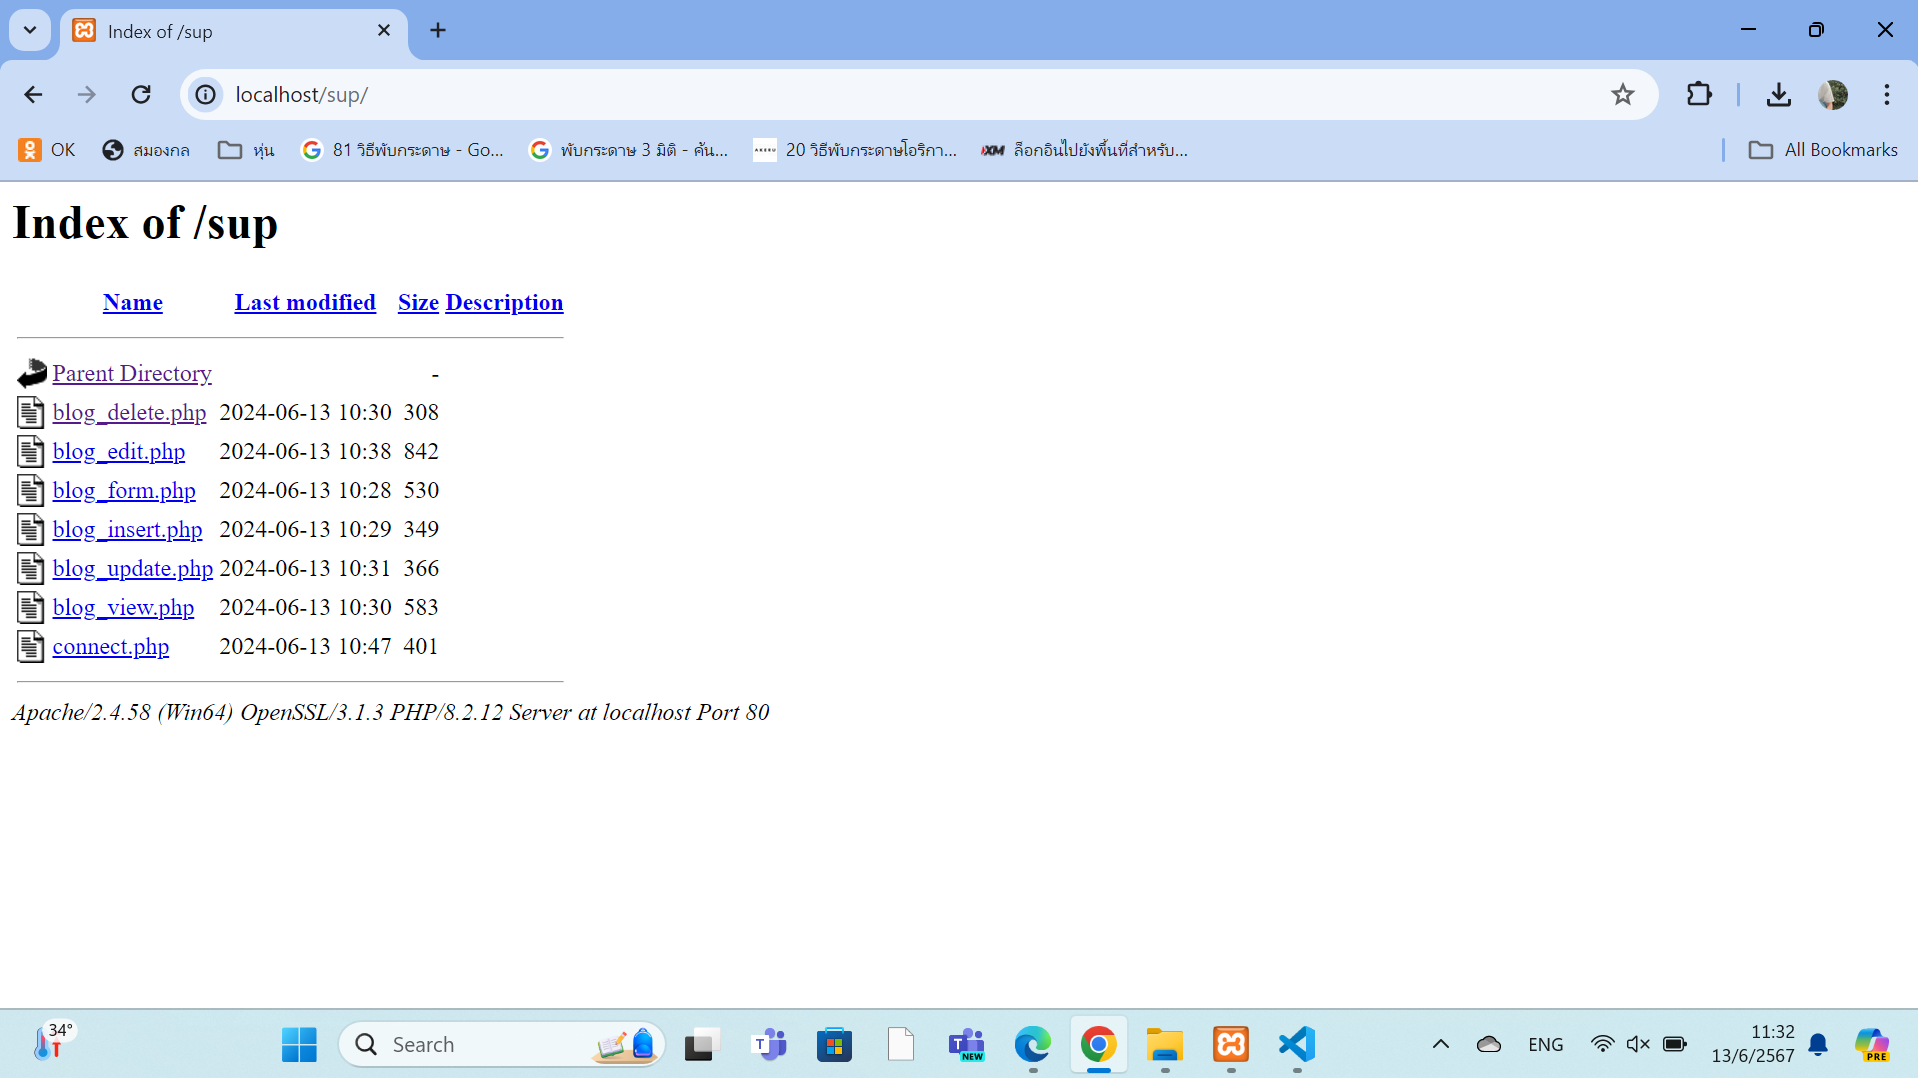 Index of /sup
localhost/sup/
OK
สมองกล
หุ่น
81 วิธีพับกระดาษ - Go...
พับกระดาษ 3 มิติ - ค้น...
AKERU
20 วิธีพับกระดาษโอริกา...
XM
ล็อกอินไปยังพื้นที่สำหรับ...
All Bookmarks
Index of /sup
Name Last modified Size Description
Parent Directory -
blog_delete.php 2024-06-13 10:30 308
blog_edit.php 2024-06-13 10:38 842
blog_form.php 2024-06-13 10:28 530
blog_insert.php 2024-06-13 10:29 349
blog_update.php 2024-06-13 10:31 366
blog_view.php 2024-06-13 10:30 583
connect.php 2024-06-13 10:47 401
Apache/2.4.58 (Win64) OpenSSL/3.1.3 PHP/8.2.12 Server at localhost Port 80
34°
Search
T
T
NEW
ENG
11:32
13/6/2567
PRE